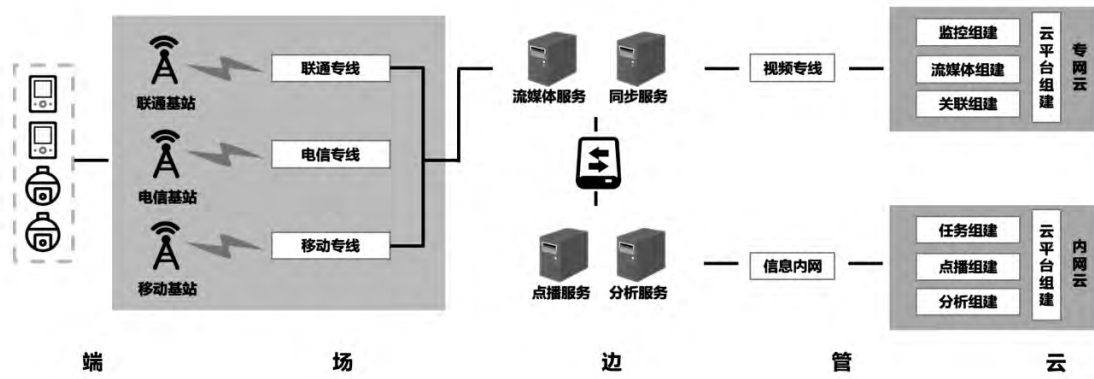 联通基站
联通专线
电信基站
电信专线
移动基站
移动专线
流媒体服务
同步服务
点播服务
分析服务
视频专线
信息内网
监控组建
流媒体组建
关联组建
云平台组建
专网云
任务组建
点播组建
分析组建
云平台组建
内网云
端
场
边
管
云